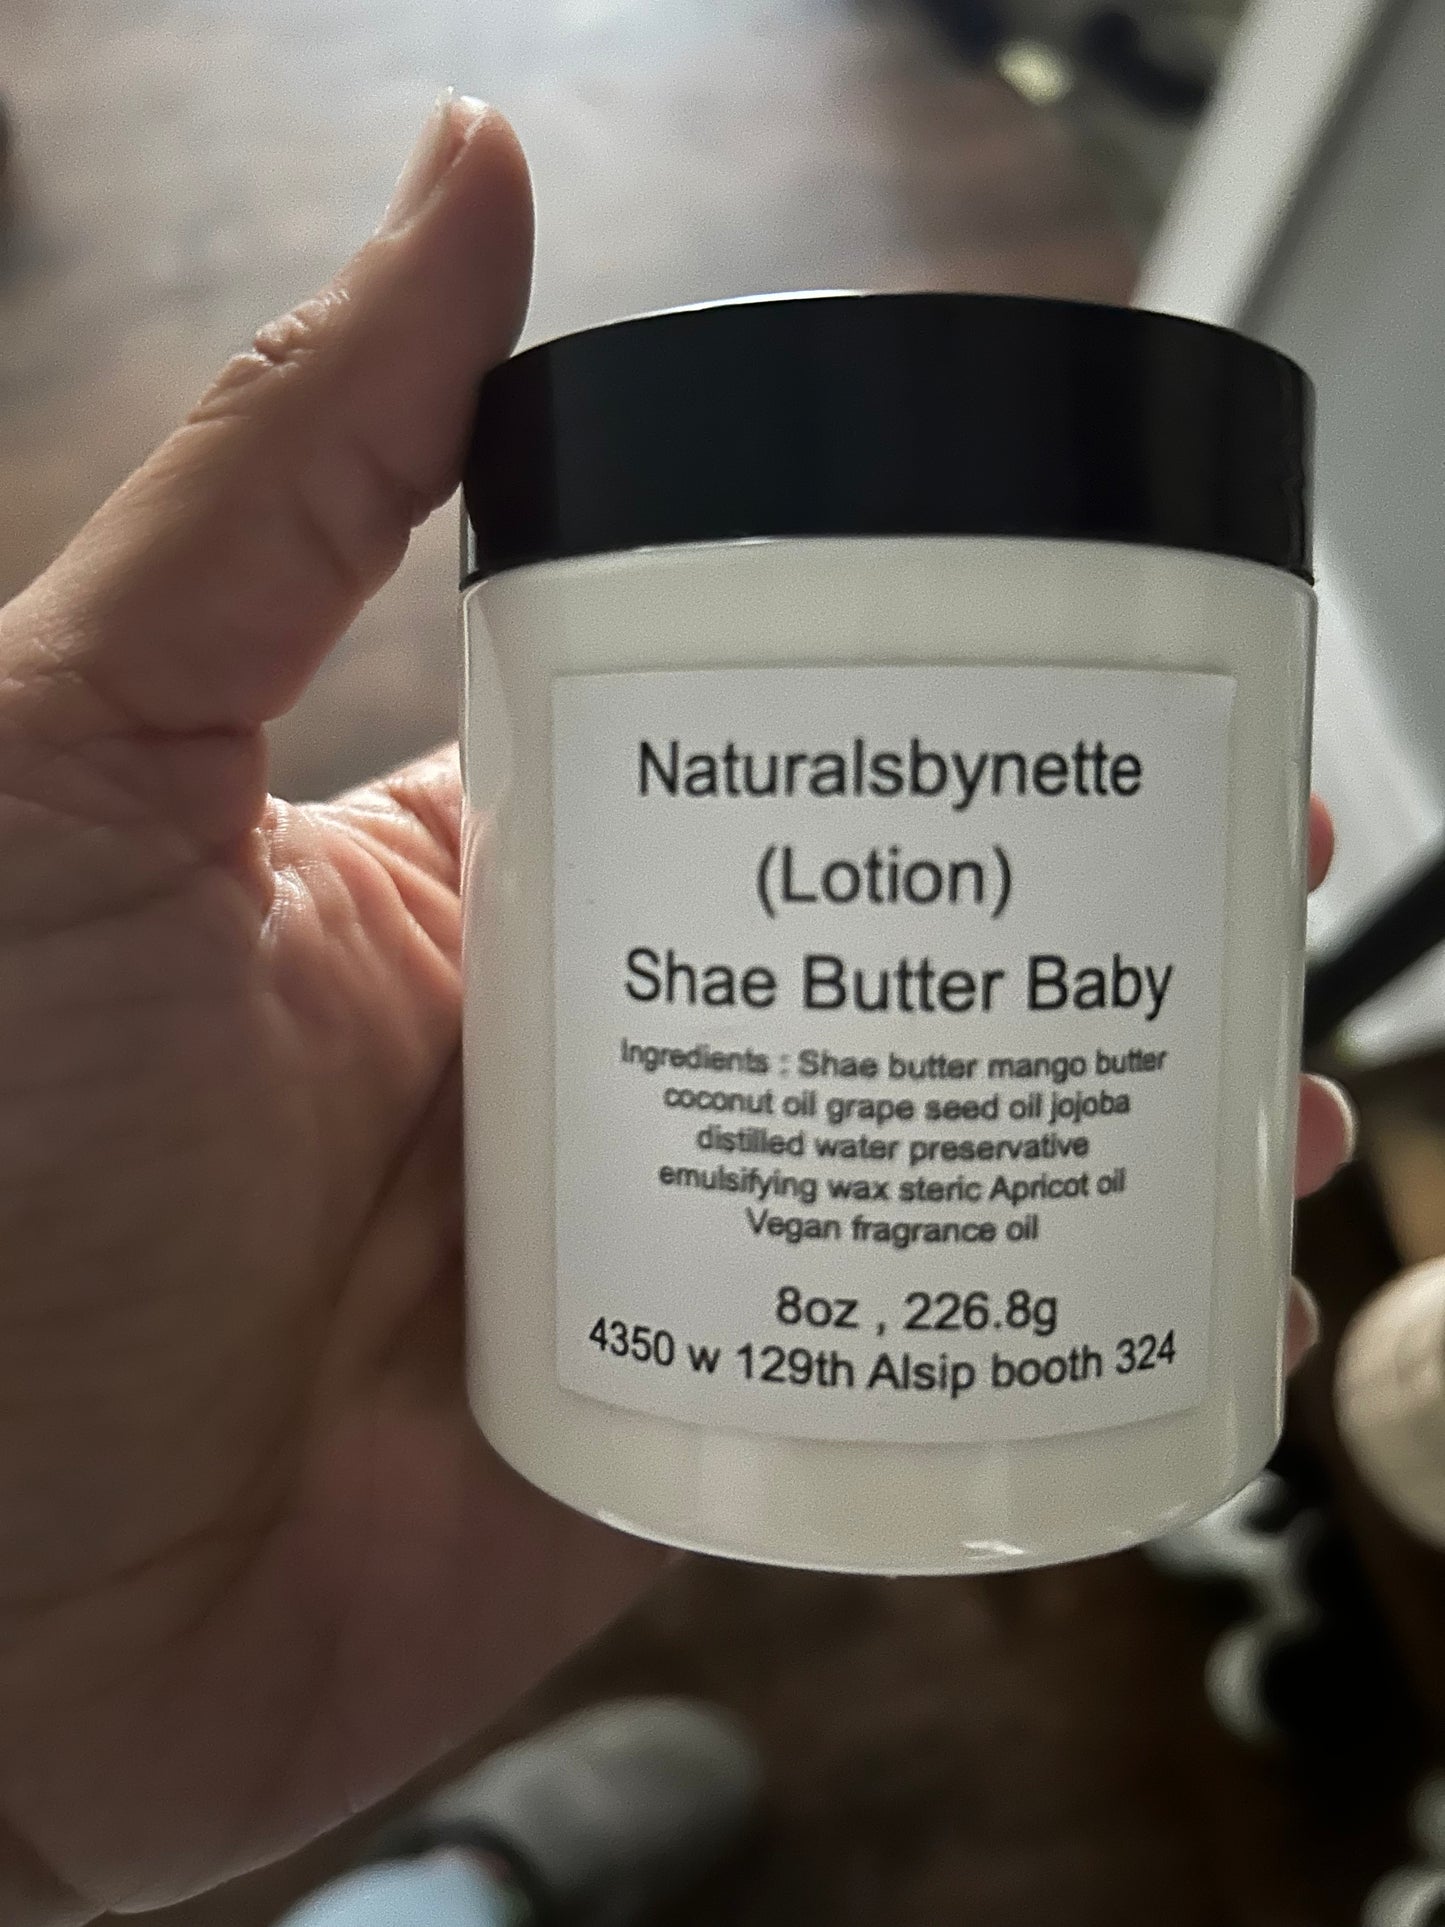 Naturalsbynette
(Lotion)
Shae Butter Baby
Ingredients : Shae butter mango butter
coconut oil grape seed oil jojoba
distilled water preservative
emulsifying wax steric Apricot oil
Vegan fragrance oil
8oz , 226.8g
4350 w 129th Alsip booth 324